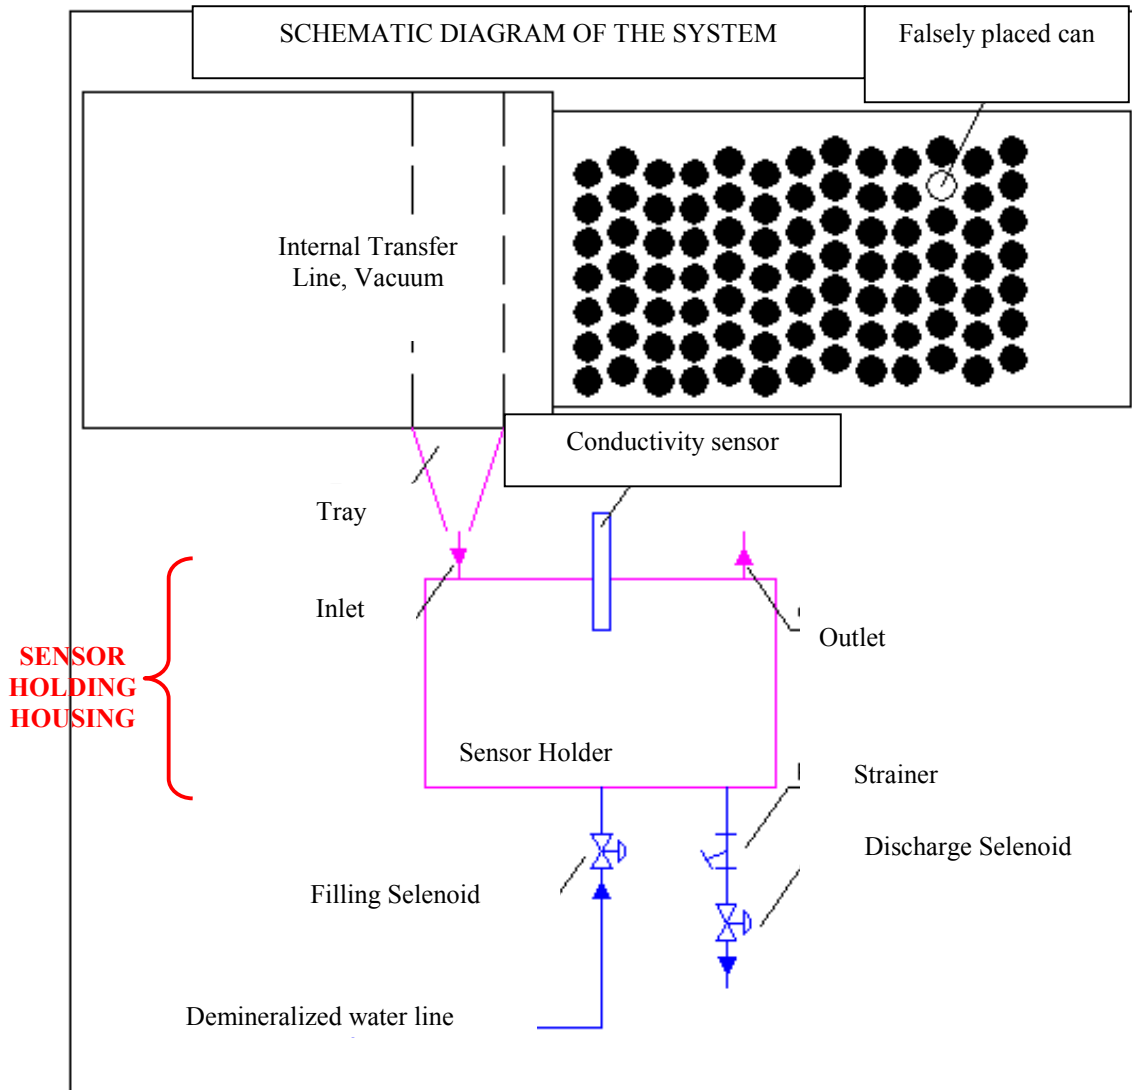 SCHEMATIC DIAGRAM OF THE SYSTEM
Falsely placed can
Internal Transfer
Line, Vacuum
Conductivity sensor
Tray
Inlet
Outlet
SENSOR
HOLDING
HOUSING
Sensor Holder
Strainer
Discharge Selenoid
Filling Selenoid
Demineralized water line